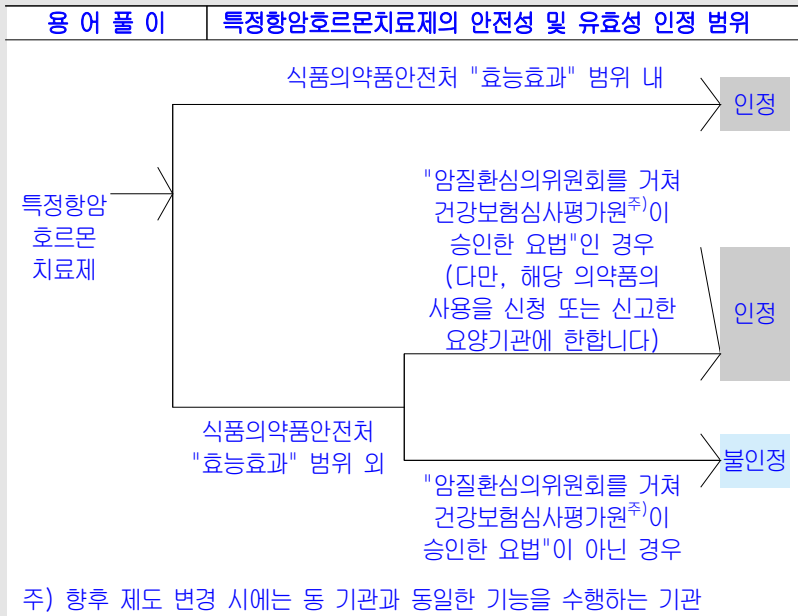 용 어 풀 이 특정항암호르몬치료제의 안전성 및 유효성 인정 범위
식품의약품안전처 "효능효과" 범위 내
인정
특정항암
호르몬
치료제
"암질환심의위원회를 거쳐
건강보험심사평가원주)이
승인한 요법"인 경우
(다만, 해당 의약품의
사용을 신청 또는 신고한
요양기관에 한합니다)
인정
식품의약품안전처
"효능효과" 범위 외
불인정
"암질환심의위원회를 거쳐
건강보험심사평가원주)이
승인한 요법"이 아닌 경우
주) 향후 제도 변경 시에는 동 기관과 동일한 기능을 수행하는 기관